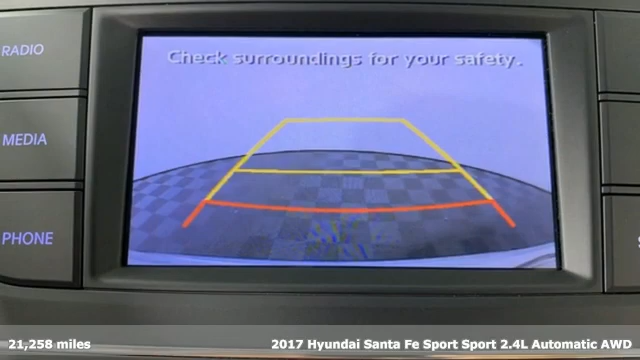 RADIO
Check surroundings for your safety.
MEDIA
PHONE
S
21,258 miles
2017 Hyundai Santa Fe Sport Sport 2.4L Automatic AWD